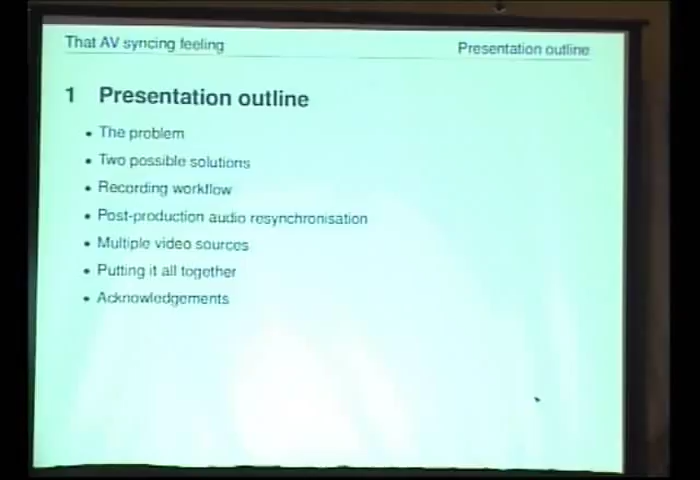 That AV syncing feeling
Presentation outline
1 Presentation outline
• The problem
• Two possible solutions
• Recording workflow
• Post-production audio resynchronisation
• Multiple video sources
• Putting it all together
• Acknowledgements